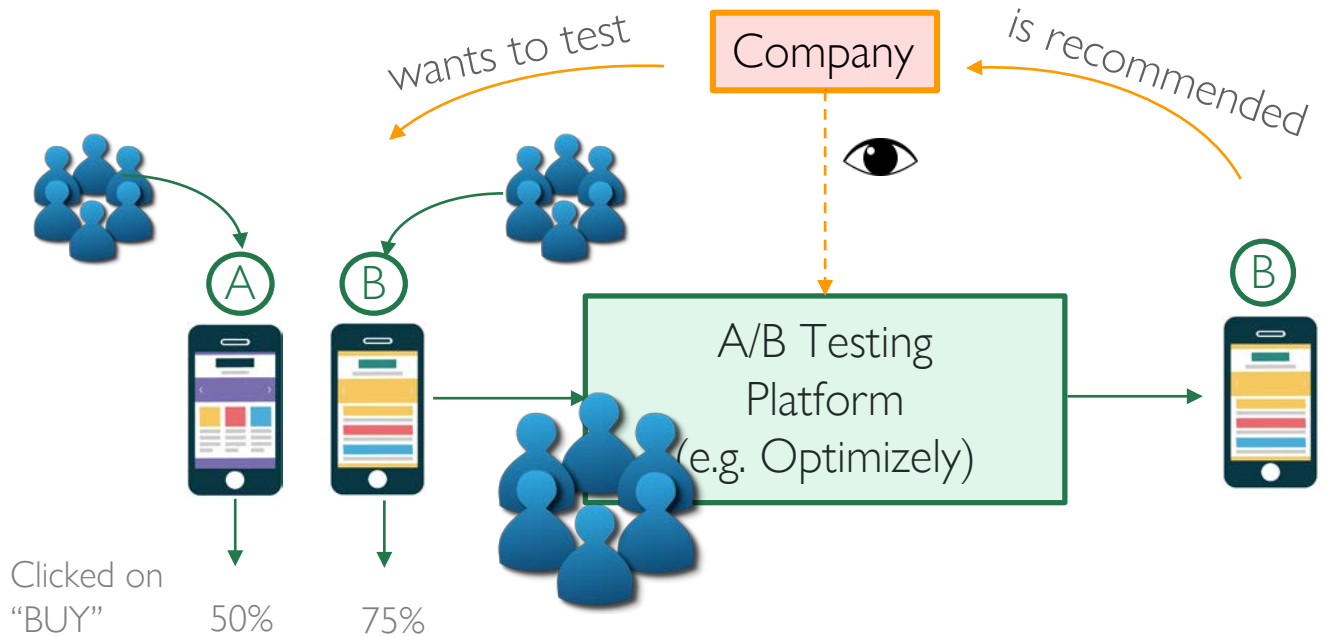 wants to test
Company
is recommended
A
B
B
A/B Testing
Platform
(e.g. Optimizely)
Clicked on
“BUY”
50%
75%